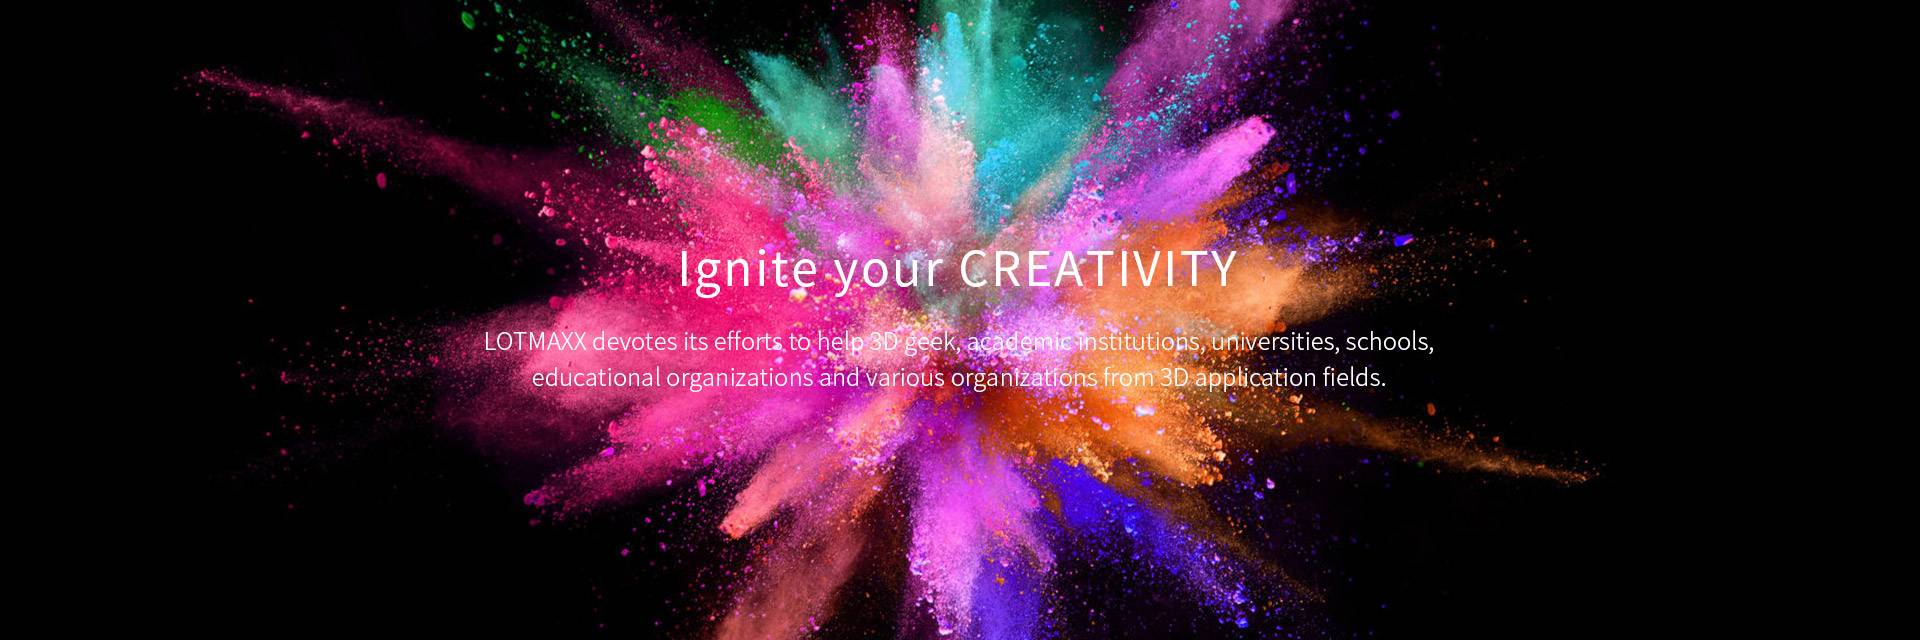 Ignite your CREATIVITY
LOTMAXX devotes its efforts to help 3D geek, academic institutions, universities, schools,
educational organizations and various organizations from 3D application fields.